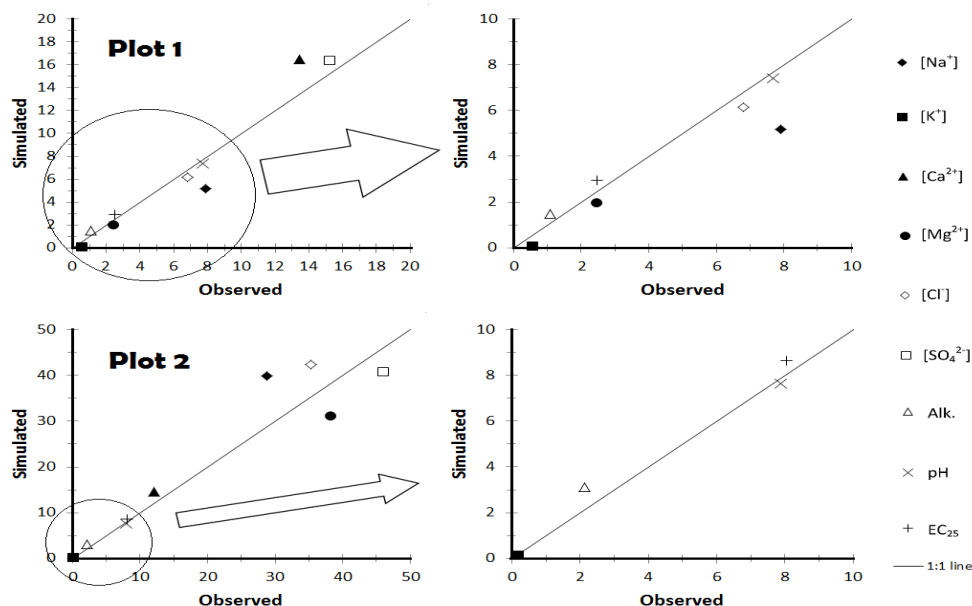 Plot 1
Simulated
20
18
16
14
12
10
8
6
4
2
0
0 2 4 6 8 10 12 14 16 18 20
Observed
Simulated
10
8
6
4
2
0
0 2 4 6 8 10
Observed
Plot 2
Simulated
50
40
30
20
10
0
0 10 20 30 40 50
Observed
Simulated
10
8
6
4
2
0
0 2 4 6 8 10
Observed
[Na⁺]
[K⁺]
[Ca²⁺]
[Mg²⁺]
[Cl⁻]
[SO₄²⁻]
Alk.
pH
EC₂₅
1:1 line